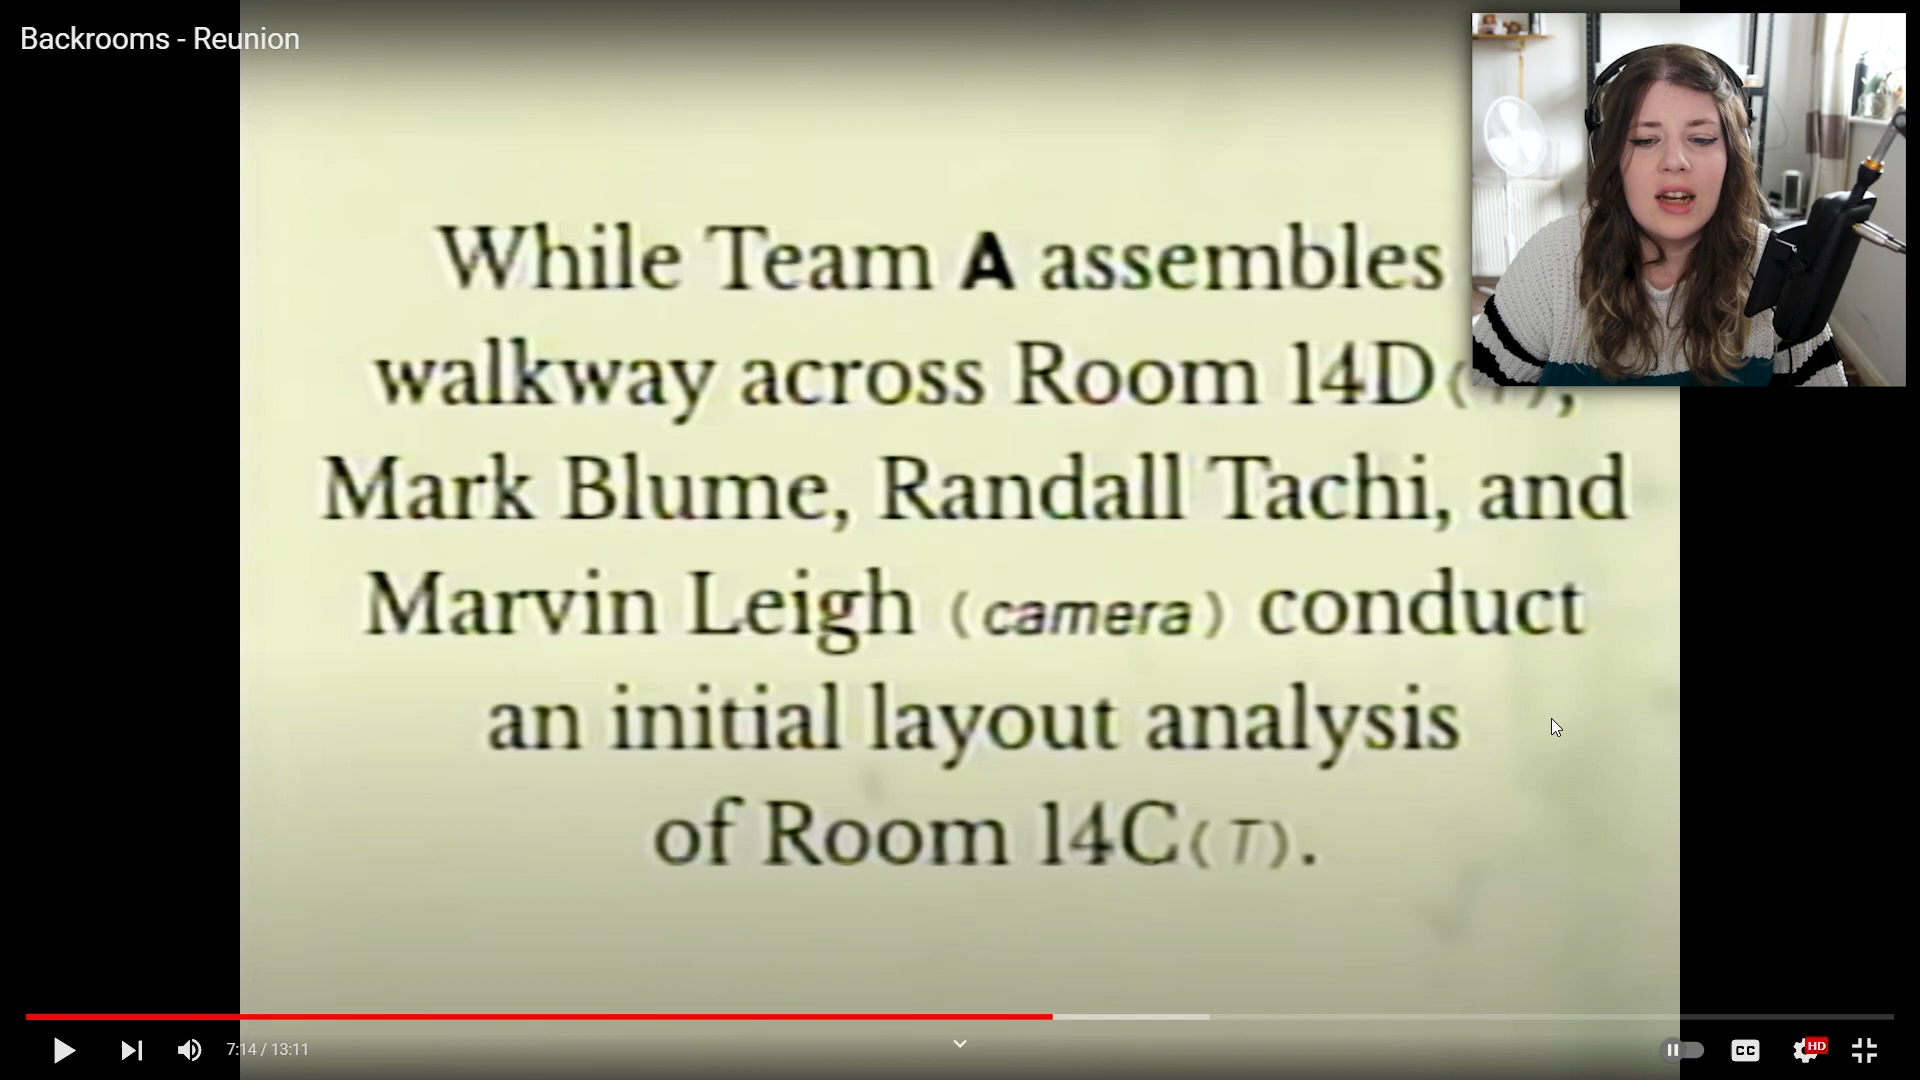 Backrooms - Reunion
While Team A assembles
walkway across Room 14D
Mark Blume, Randall Tachi, and
Marvin Leigh (camera) conduct
an initial layout analysis
of Room 14C(T).
7:14 / 13:11
CC
HD